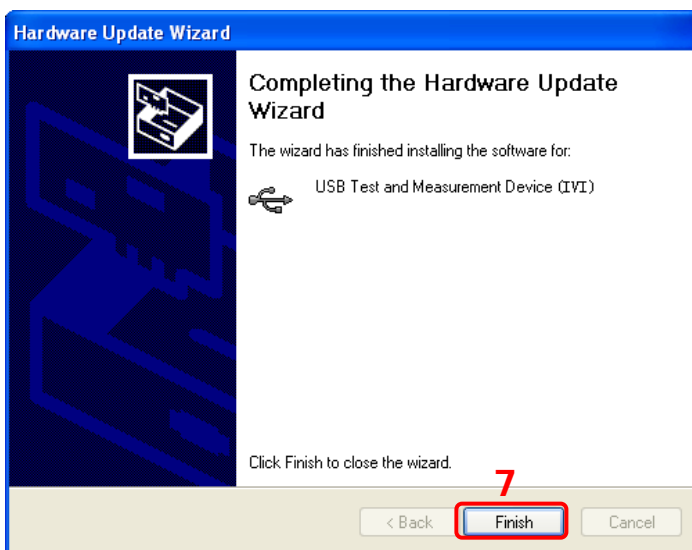 Hardware Update Wizard
Completing the Hardware Update
Wizard
The wizard has finished installing the software for:
USB Test and Measurement Device (IVI)
Click Finish to close the wizard.
7
< Back
Finish
Cancel